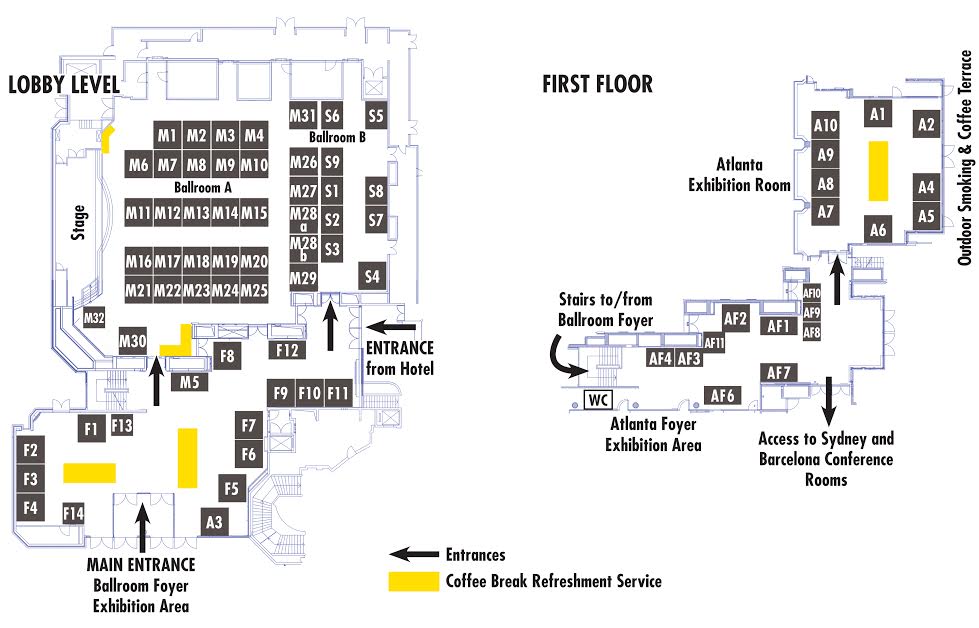 LOBBY LEVEL
M31 S6 S5
Ballroom B
M1 M2 M3 M4
M6 M7 M8 M9 M10
M26 S9
Ballroom A
M27 S1 S8
M11 M12 M13 M14 M15
M28
a
S2 S7
M28
b
S3
M16 M17 M18 M19 M20
M29 S4
M21 M22 M23 M24 M25
Stage
M32
M30
F8
F12
ENTRANCE
from Hotel
M5
F9 F10 F11
F1 F13
F7
F2
F6
F3
F5
F4
F14
A3
MAIN ENTRANCE
Ballroom Foyer
Exhibition Area
Entrances
Coffee Break Refreshment Service
FIRST FLOOR
Outdoor Smoking & Coffee Terrace
A1
A10 A2
A9
Atlanta
Exhibition Room
A8 A4
A7 A5
A6
Stairs to/from
Ballroom Foyer
AF10
AF9
AF8
AF2 AF1
AF11
AF4 AF3
AF7
WC
AF6
Atlanta Foyer
Exhibition Area
Access to Sydney and
Barcelona Conference
Rooms